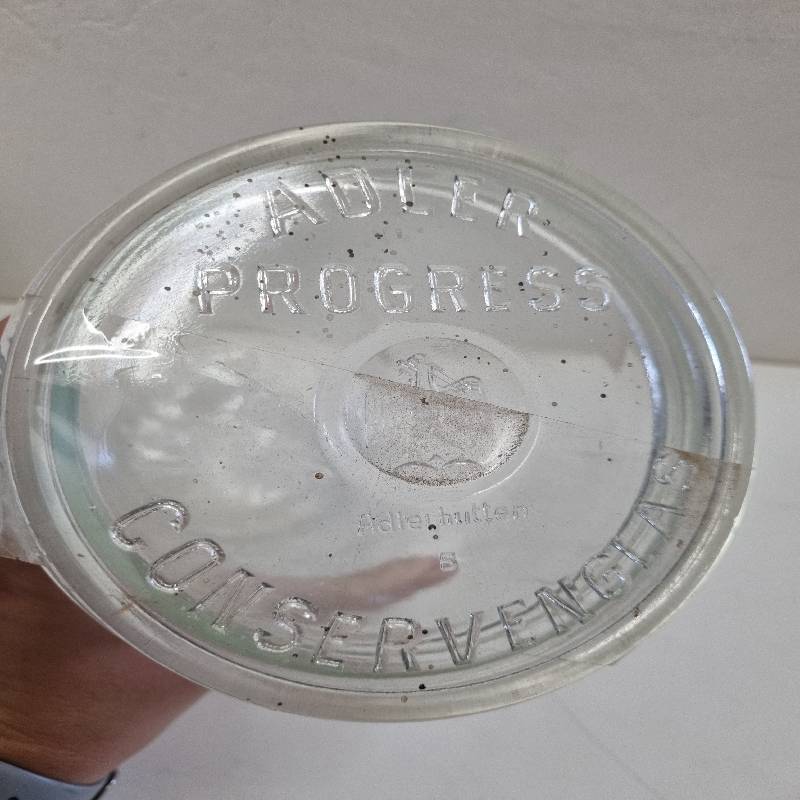 ADLER
PROGRESS
Adlerhütten
5
CONSERVENGLAS